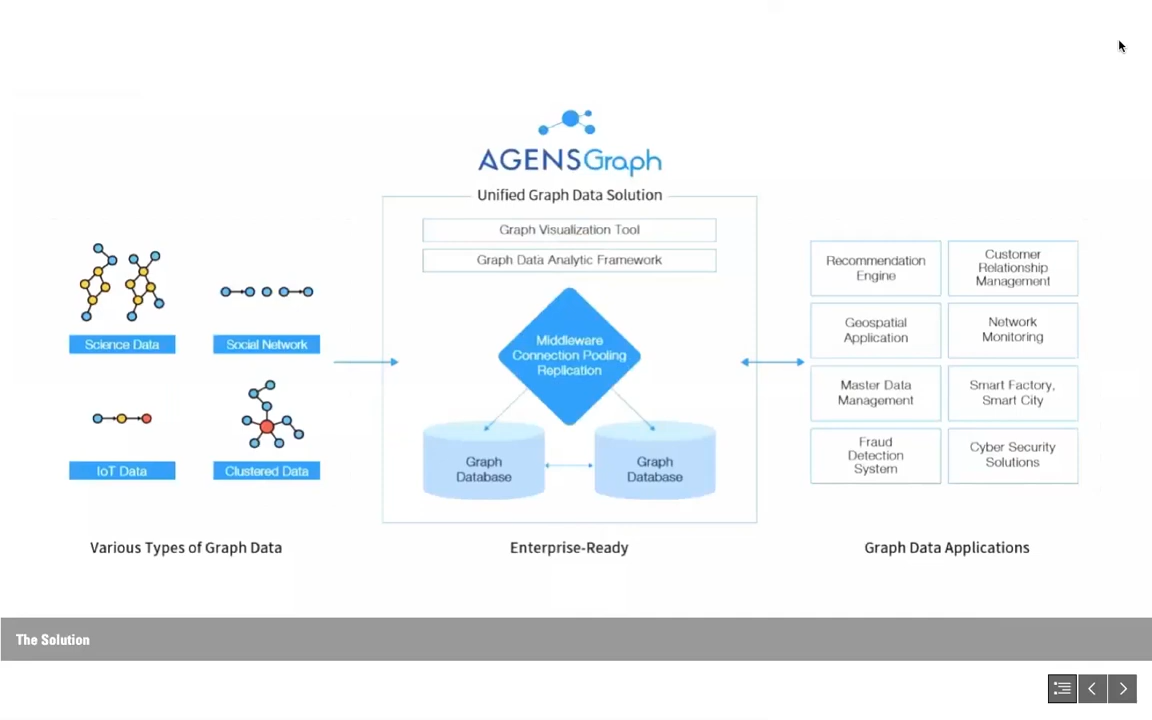 AGENSGraph
Unified Graph Data Solution
Graph Visualization Tool
Graph Data Analytic Framework
Middleware
Connection Pooling
Replication
Graph
Database
Graph
Database
Science Data
Social Network
IoT Data
Clustered Data
Recommendation
Engine
Customer
Relationship
Management
Geospatial
Application
Network
Monitoring
Master Data
Management
Smart Factory,
Smart City
Fraud
Detection
System
Cyber Security
Solutions
Various Types of Graph Data
Enterprise-Ready
Graph Data Applications
The Solution